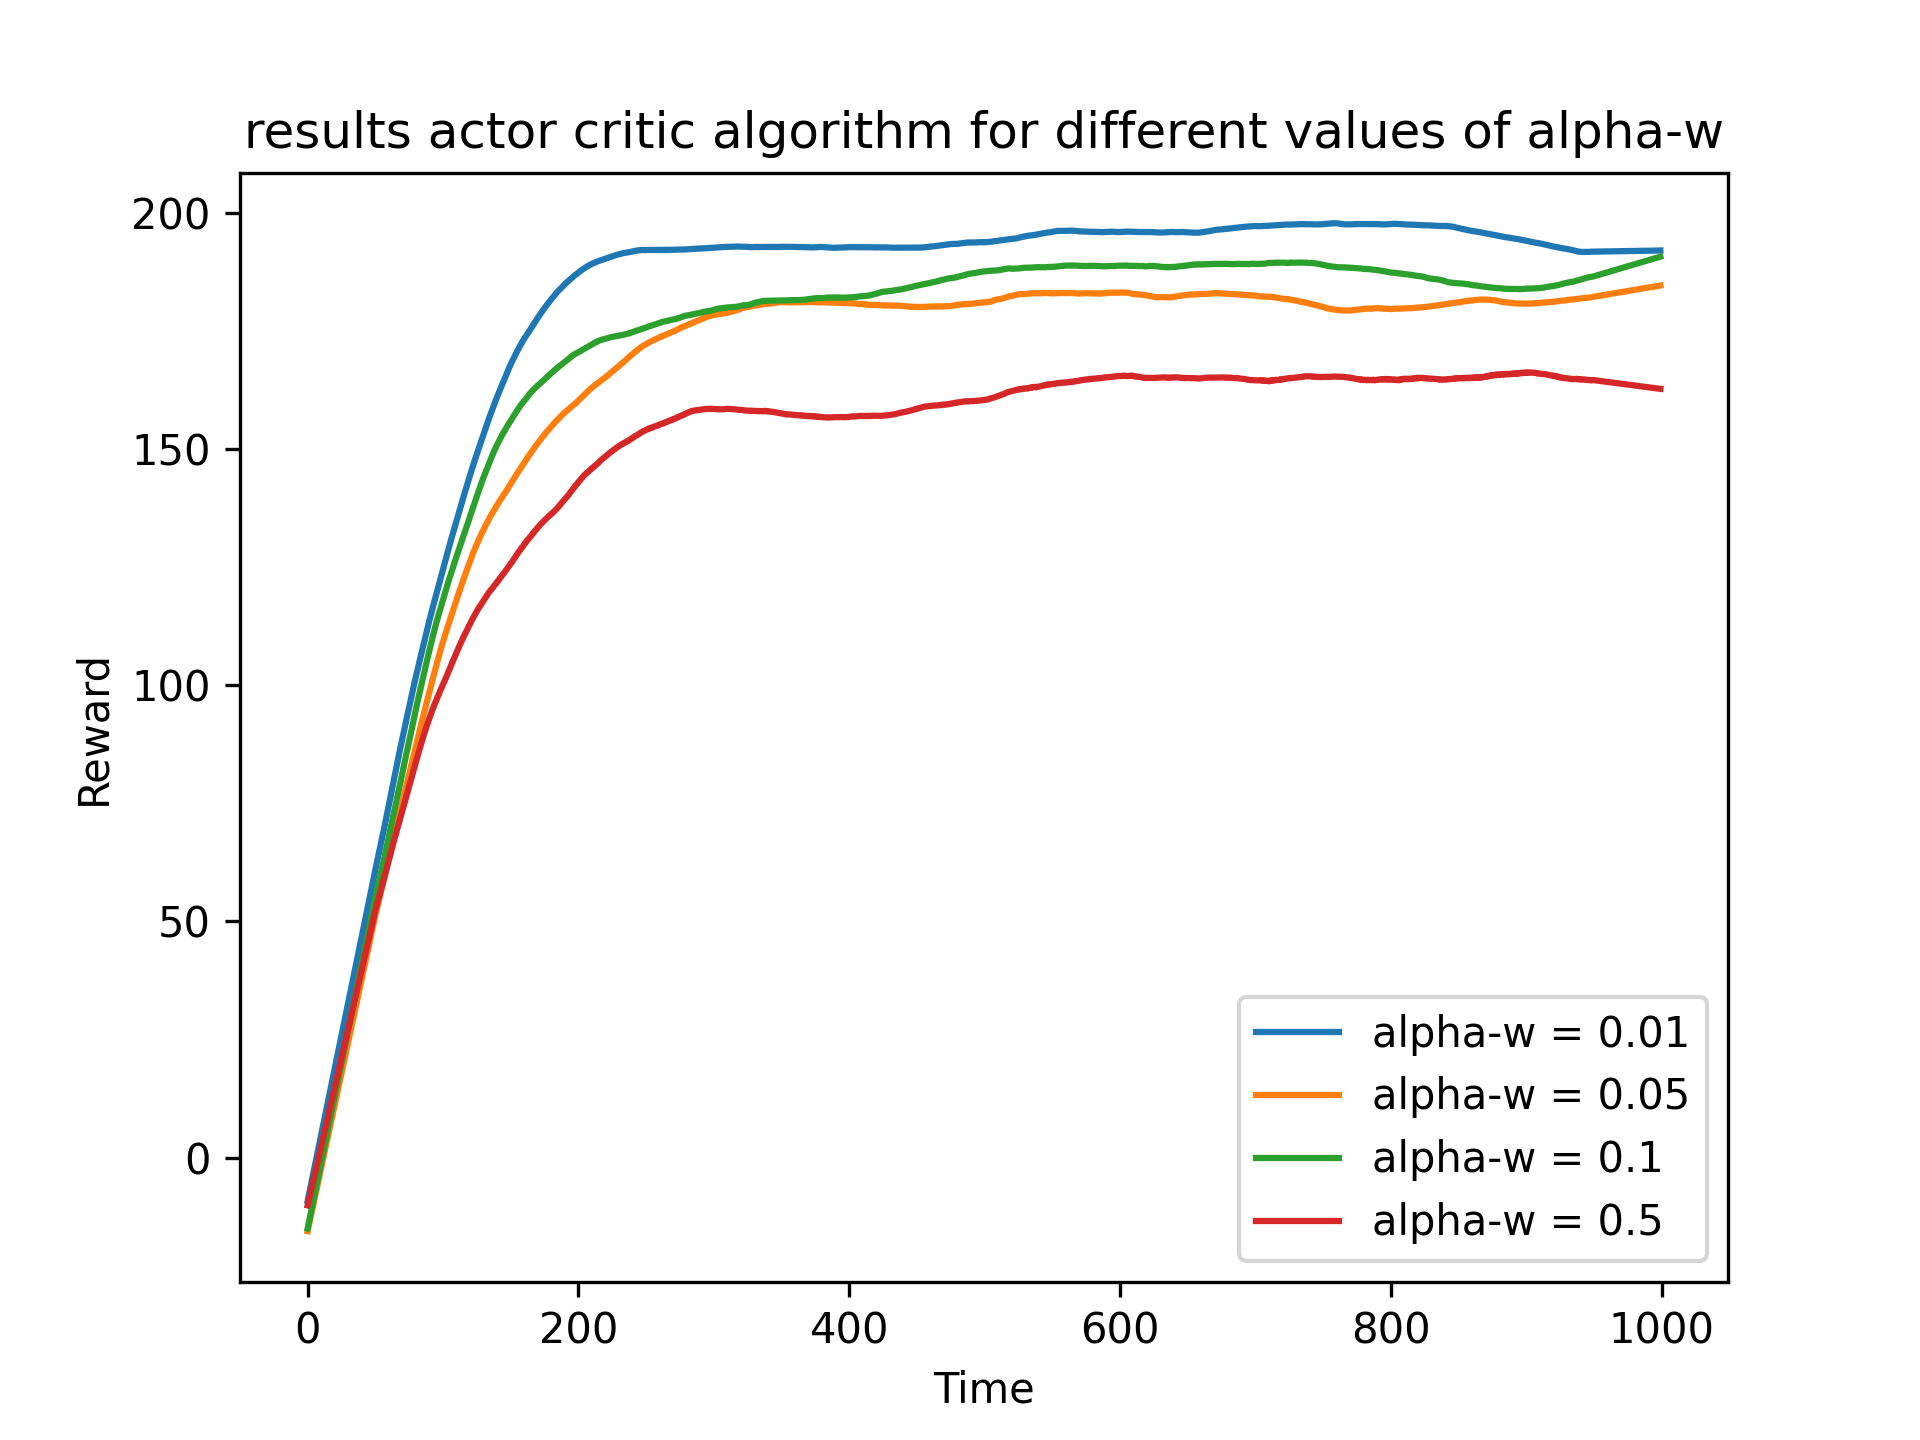 results actor critic algorithm for different values of alpha-w
200
150
100
50
0
Reward
0 200 400 600 800 1000
Time
alpha-w = 0.01
alpha-w = 0.05
alpha-w = 0.1
alpha-w = 0.5